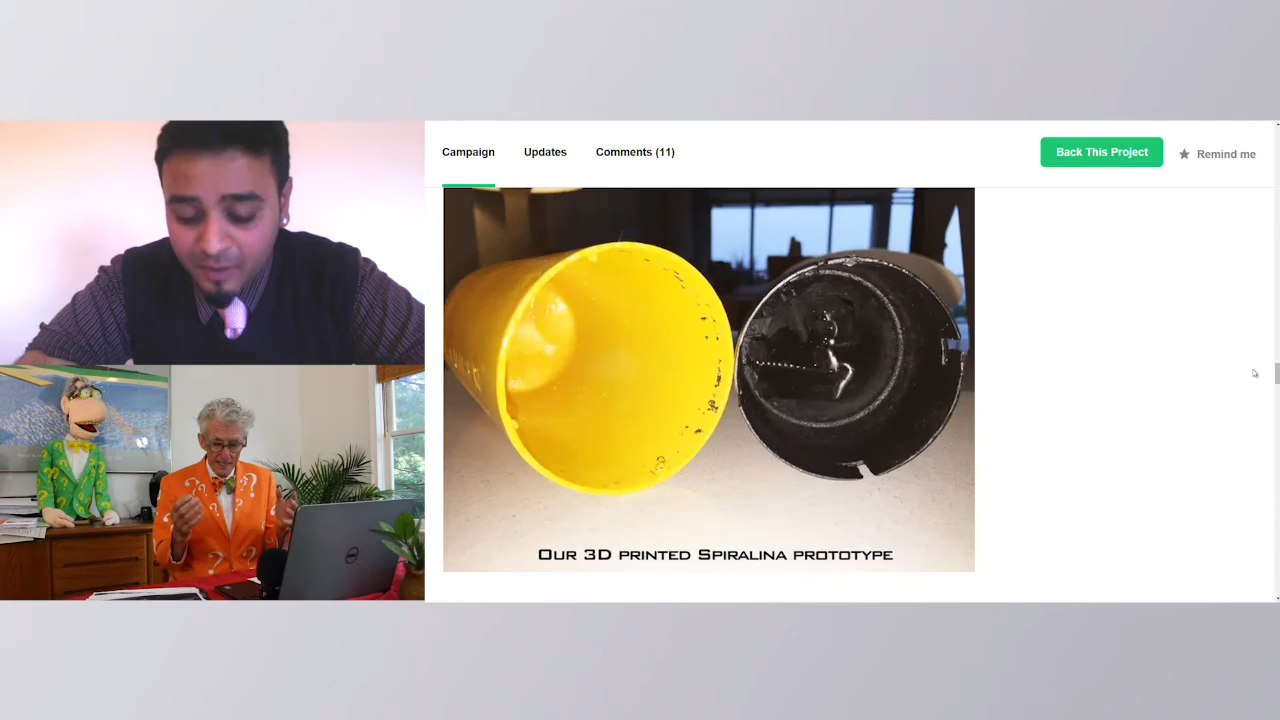 Campaign
Updates
Comments (11)
Back This Project
Remind me
Our 3D printed Spiralina prototype